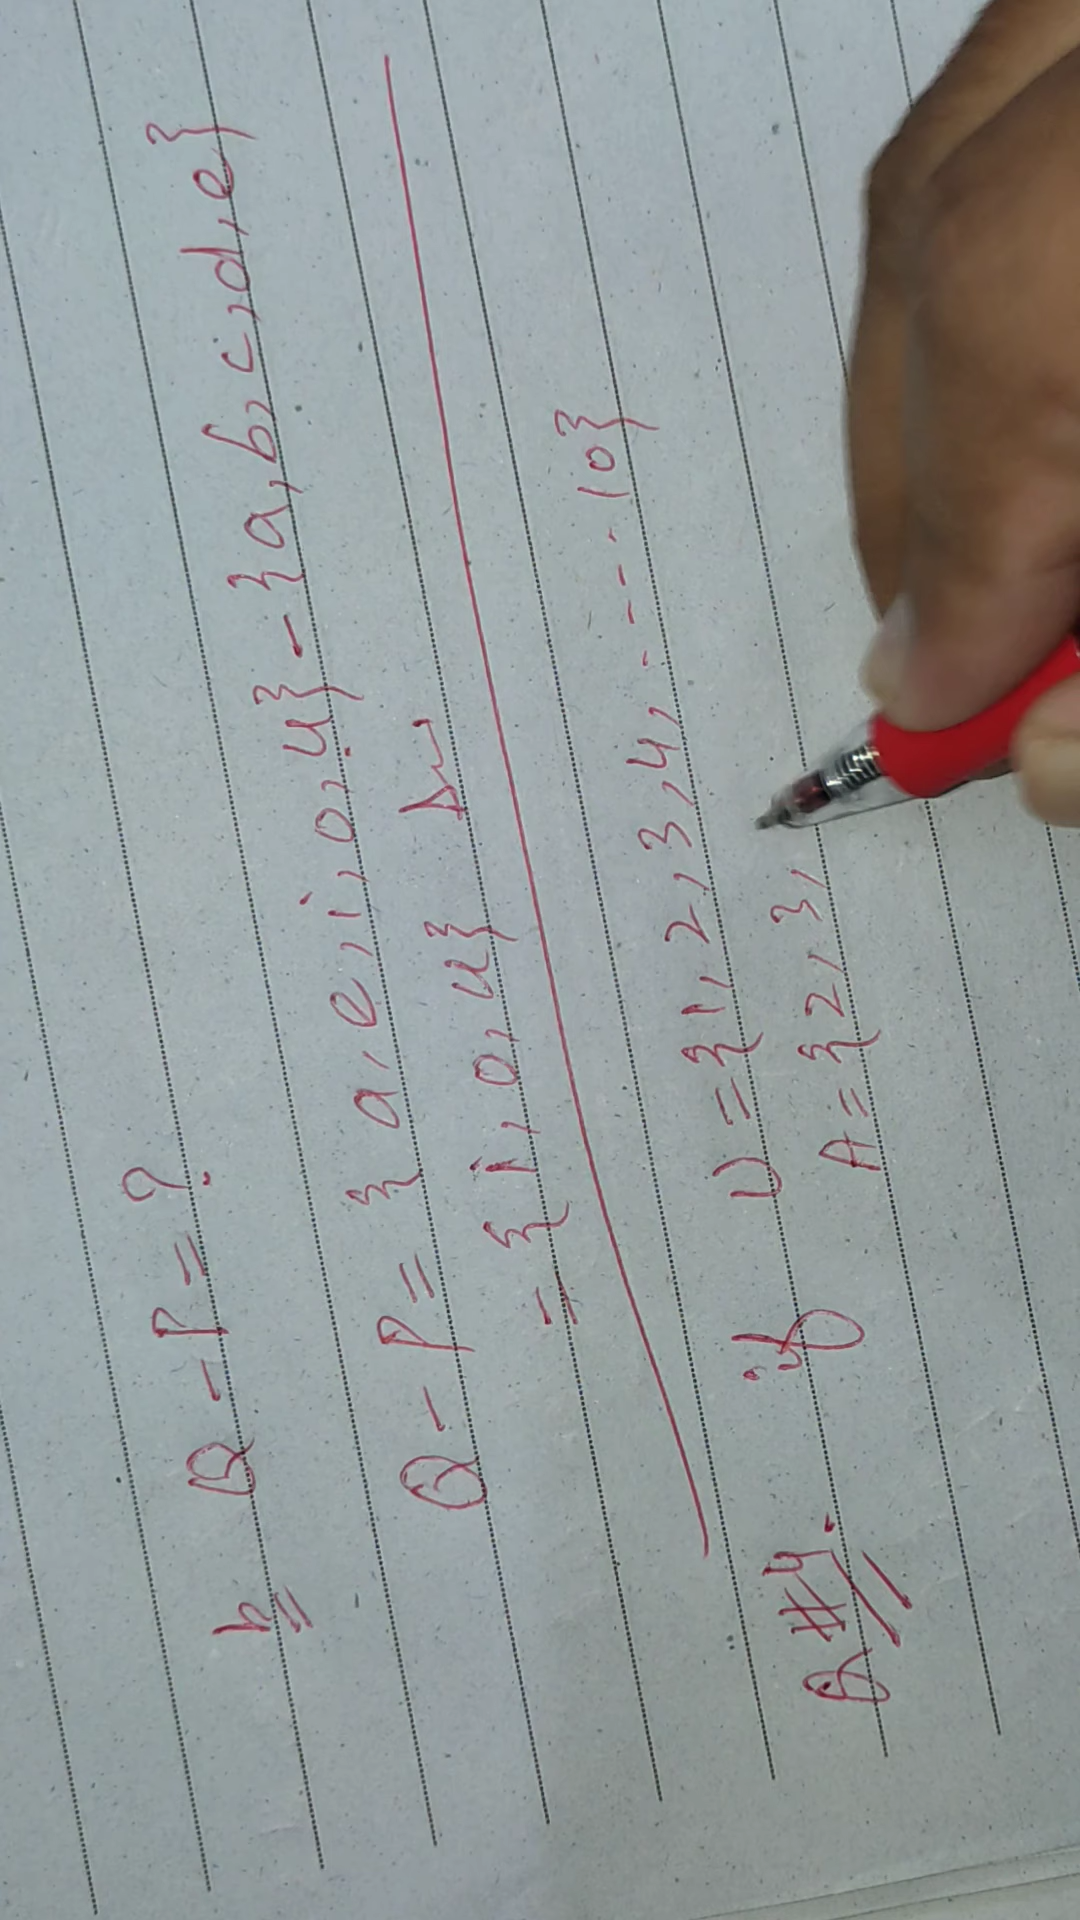 b Q - P = ?
Q - P = { a, e, i, o, u } - { a, b, c, d, e }
= { i, o, u } Ans
Q #4. if U = { 1, 2, 3, 4, - - - . 10 }
A = { 2, 3,